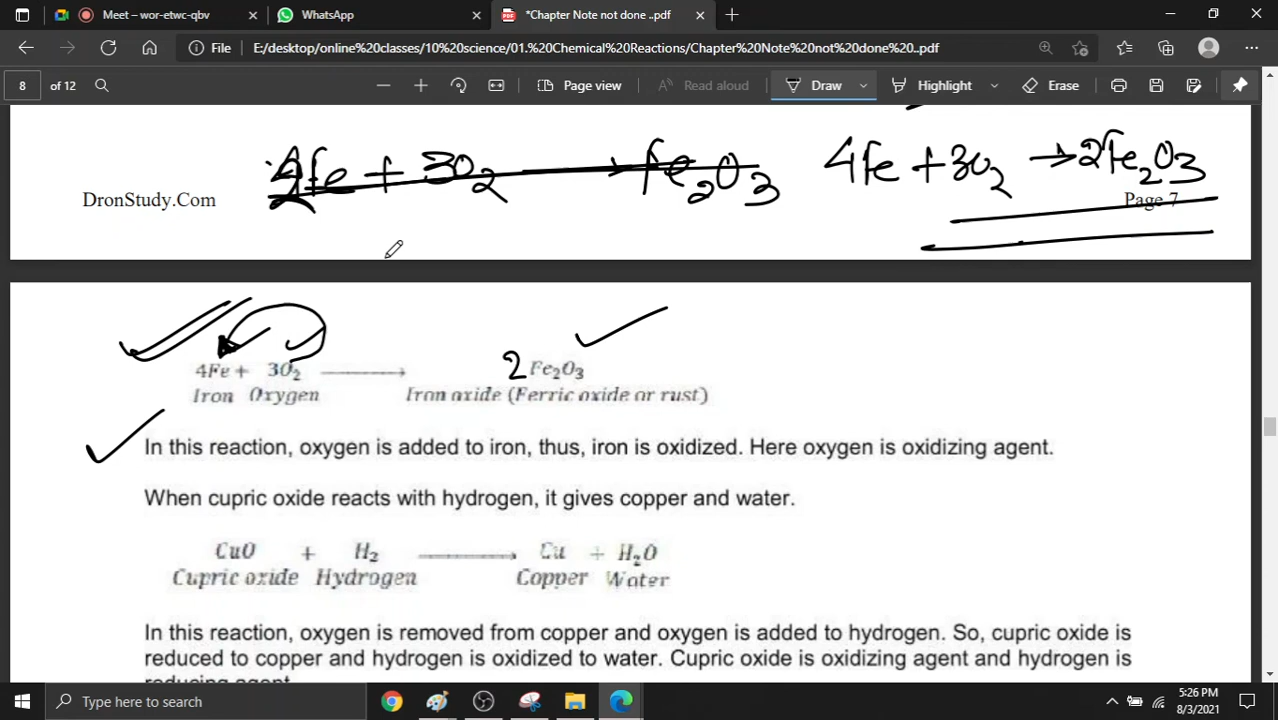 Meet – wor-etwc-qbv
WhatsApp
*Chapter Note not done ..pdf
File
E:/desktop/online%20classes/10%20science/01.%20Chemical%20Reactions/Chapter%20Note%20not%20done%20..pdf
8 of 12
Page view
Read aloud
Draw
Highlight
Erase
4fe + 3O2 → fe2O3
4fe + 3O2 → 2Fe2O3
DronStudy.Com
Page 7
4Fe + 3O2 → 2 Fe2O3
Iron Oxygen Iron oxide (Ferric oxide or rust)
In this reaction, oxygen is added to iron, thus, iron is oxidized. Here oxygen is oxidizing agent.
When cupric oxide reacts with hydrogen, it gives copper and water.
CuO + H2 → Cu + H2O
Cupric oxide Hydrogen Copper Water
In this reaction, oxygen is removed from copper and oxygen is added to hydrogen. So, cupric oxide is
reduced to copper and hydrogen is oxidized to water. Cupric oxide is oxidizing agent and hydrogen is
reducing agent.
Type here to search
5:26 PM
8/3/2021